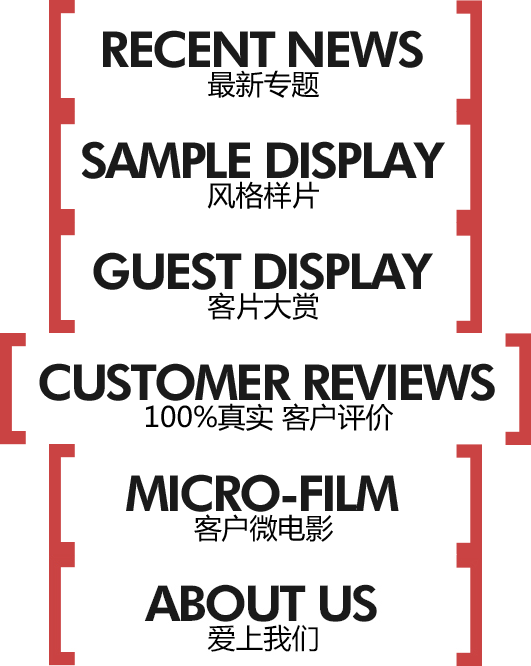 RECENT NEWS
最新专题
SAMPLE DISPLAY
风格样片
GUEST DISPLAY
客片大赏
CUSTOMER REVIEWS
100%真实 客户评价
MICRO-FILM
客户微电影
ABOUT US
爱上我们